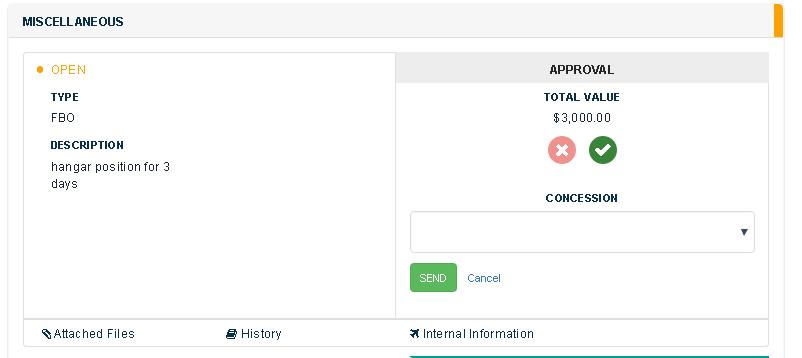 MISCELLANEOUS
OPEN
TYPE
FBO
DESCRIPTION
hangar position for 3
days
APPROVAL
TOTAL VALUE
$3,000.00
CONCESSION
SEND Cancel
Attached Files History Internal Information